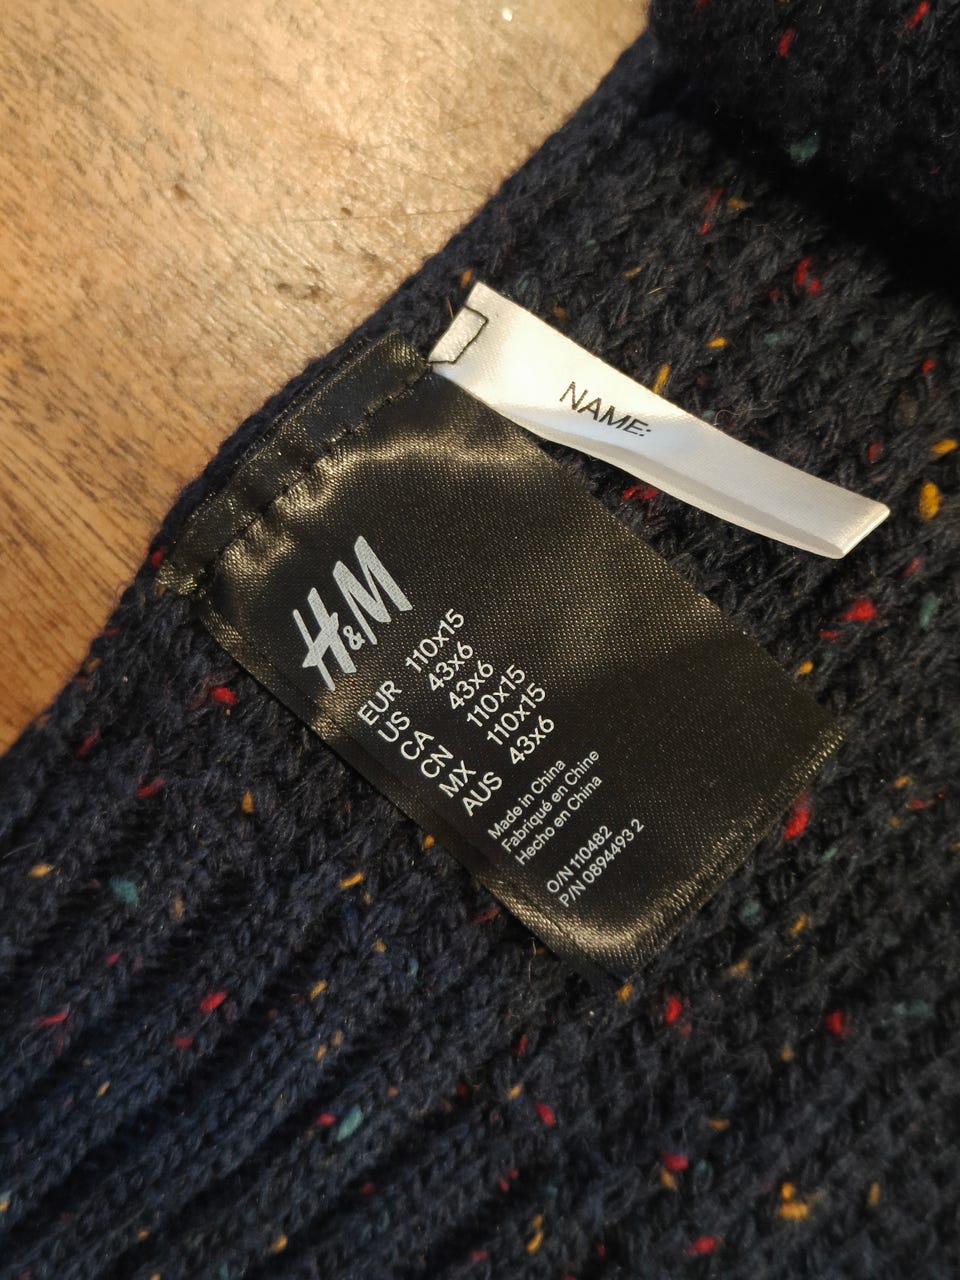 NAME:
H&M
EUR 110x15
US 43x6
CA 43x6
CN 110x15
MX 110x15
AUS 43x6
Made in China
Fabriqué en Chine
Hecho en China
O/N 110482
P/N 0894493 2